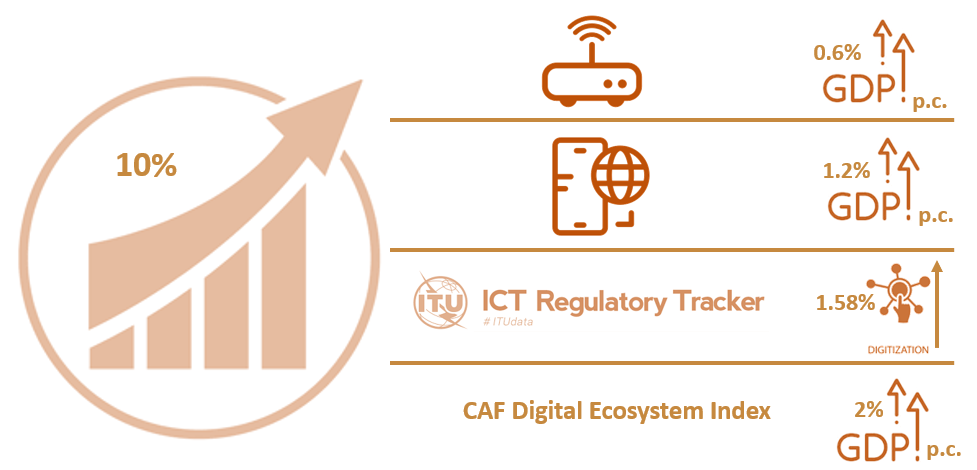 10%
0.6%
GDP
p.c.
1.2%
GDP
p.c.
ITU
ICT Regulatory Tracker
# ITUdata
1.58%
DIGITIZATION
CAF Digital Ecosystem Index
2%
GDP
p.c.